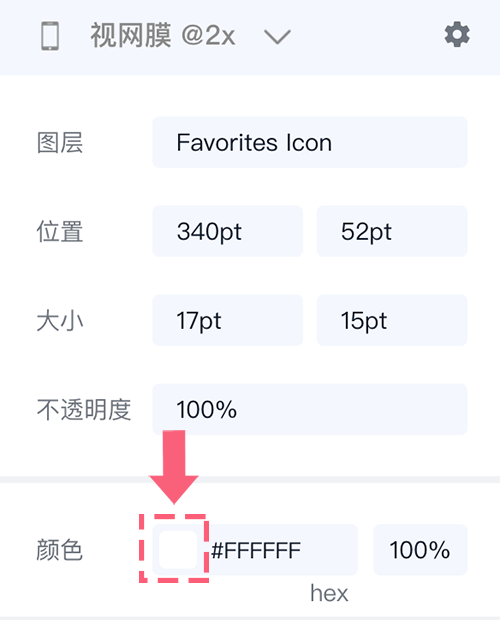 视网膜 @2x
图层 Favorites Icon
位置 340pt 52pt
大小 17pt 15pt
不透明度 100%
颜色 #FFFFFF 100%
hex